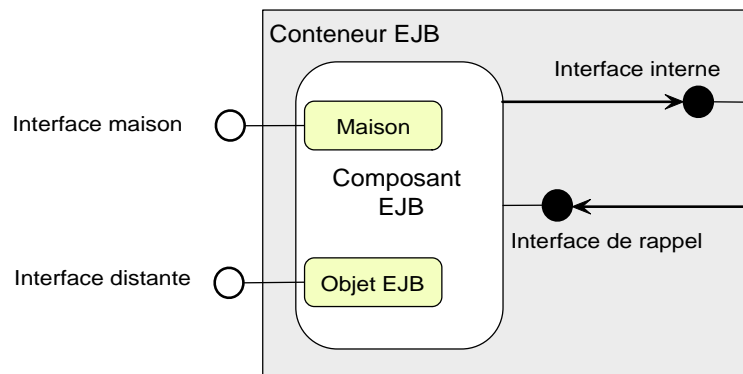 Conteneur EJB
Interface interne
Interface maison
Maison
Composant
EJB
Interface de rappel
Interface distante
Objet EJB